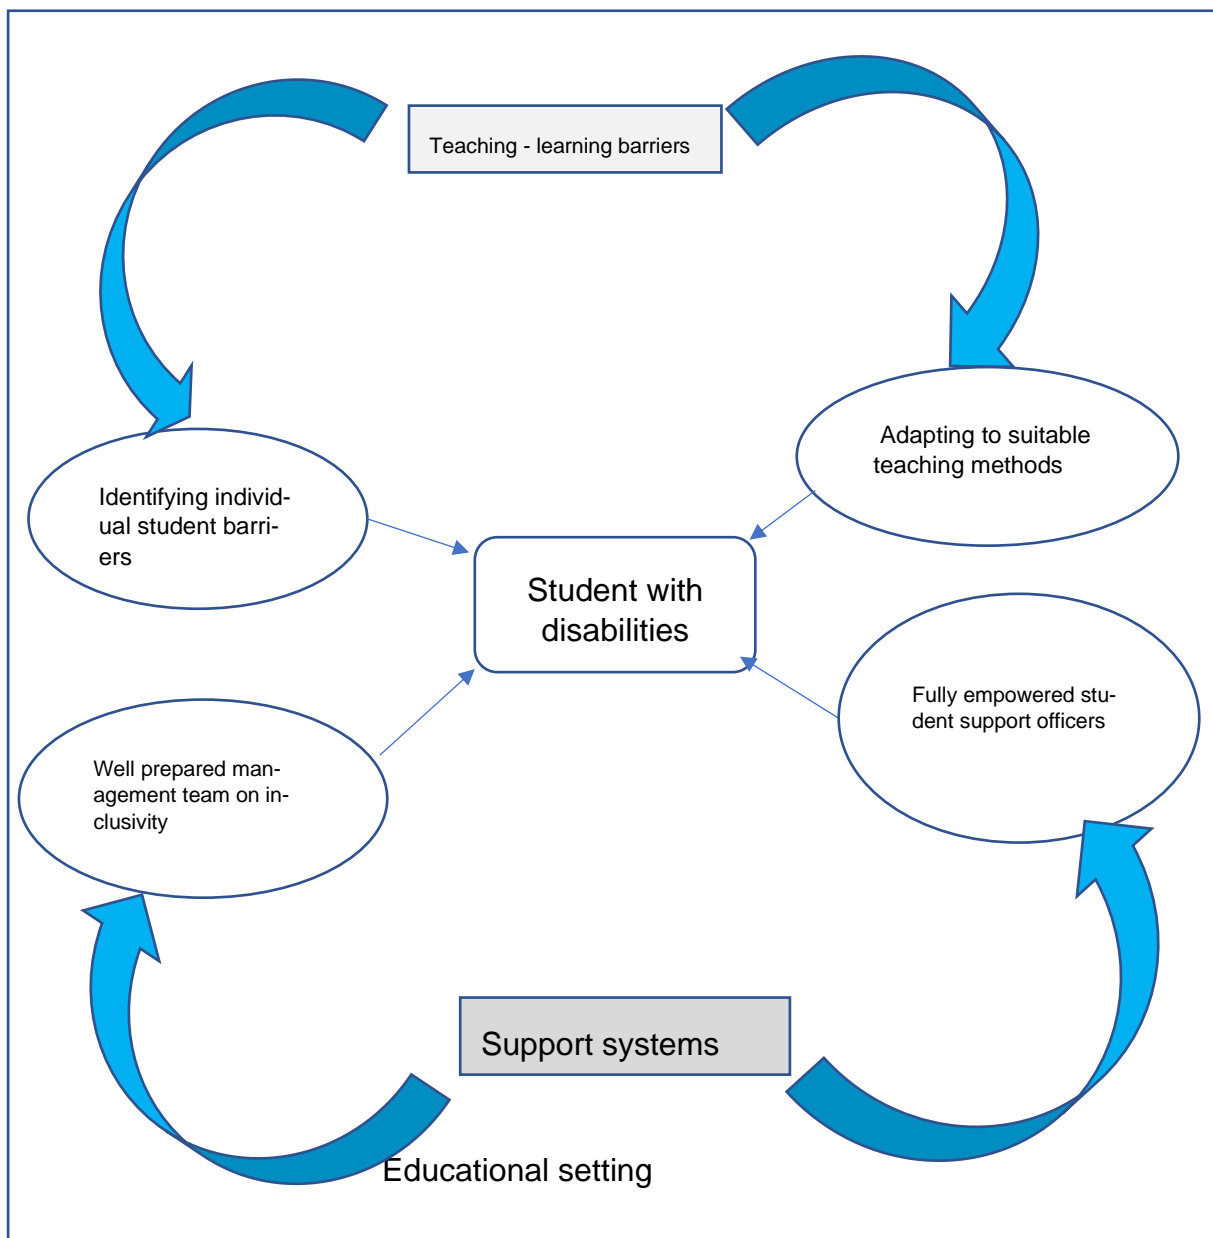 Teaching - learning barriers
Adapting to suitable
teaching methods
Identifying individ-
ual student barri-
ers
Student with
disabilities
Fully empowered stu-
dent support officers
Well prepared man-
agement team on in-
clusivity
Support systems
Educational setting